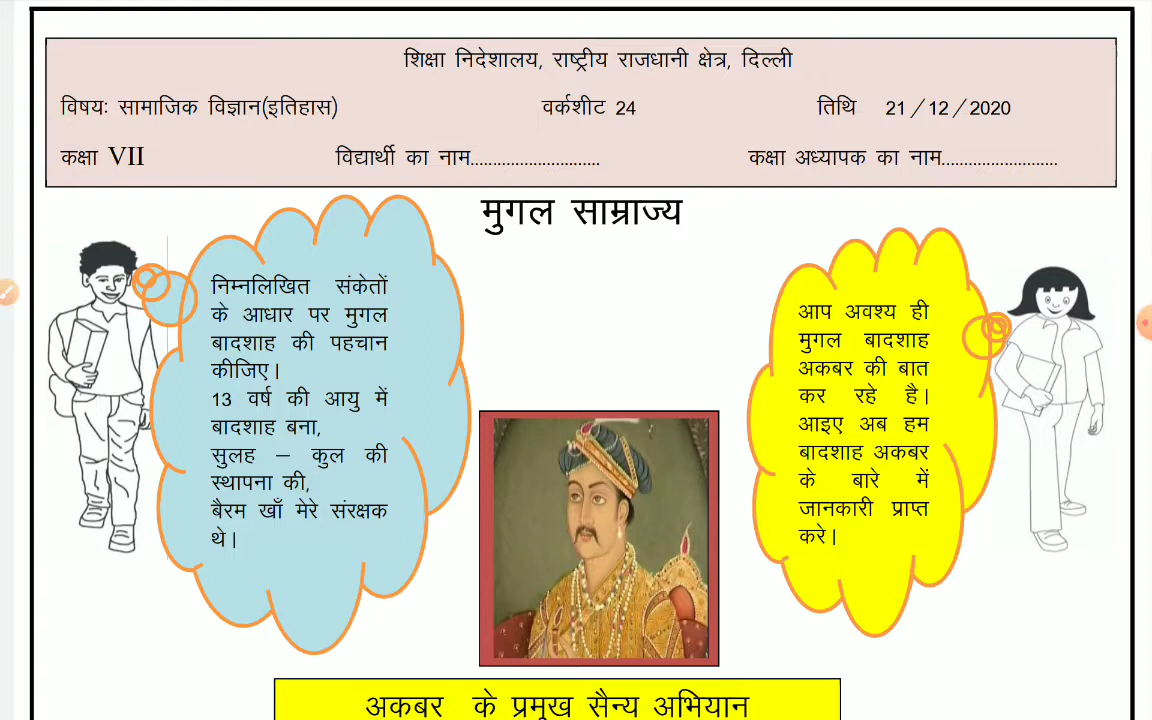 शिक्षा निदेशालय, राष्ट्रीय राजधानी क्षेत्र, दिल्ली
विषयः सामाजिक विज्ञान(इतिहास) वर्कशीट 24 तिथि 21/12/2020
कक्षा VII विद्यार्थी का नाम............................. कक्षा अध्यापक का नाम..........................
मुगल साम्राज्य
निम्नलिखित संकेतों
के आधार पर मुगल
बादशाह की पहचान
कीजिए।
13 वर्ष की आयु में
बादशाह बना,
सुलह – कुल की
स्थापना की,
बैरम खाँ मेरे संरक्षक
थे।
आप अवश्य ही
मुगल बादशाह
अकबर की बात
कर रहे है।
आइए अब हम
बादशाह अकबर
के बारे में
जानकारी प्राप्त
करे।
अकबर के प्रमुख सैन्य अभियान